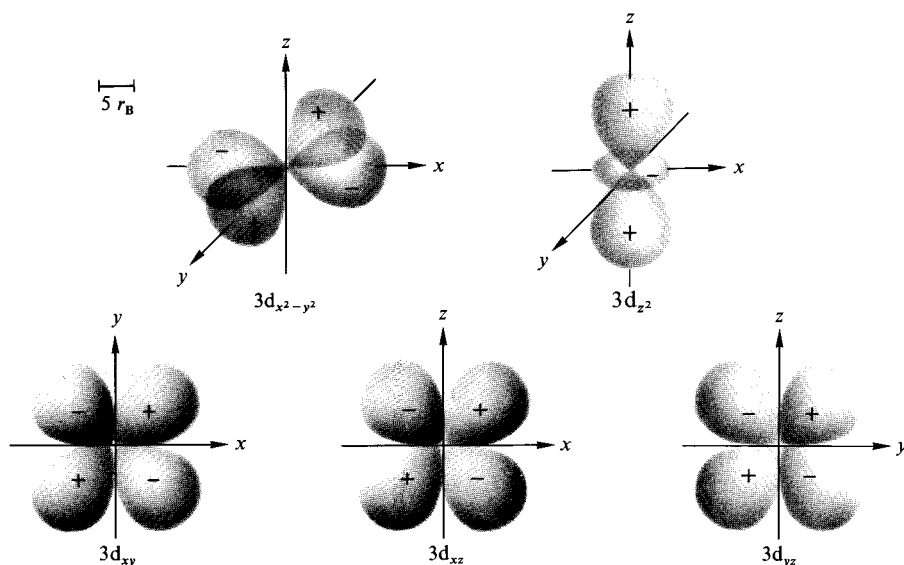 z
z
5 r_B
+
+
−
−
x
−
x
−
+
+
y
y
3d_{x²−y²}
3d_{z²}
y
z
z
− +
− +
− +
x
x
y
+ −
+ −
+ −
3d_{xy}
3d_{xz}
3d_{yz}